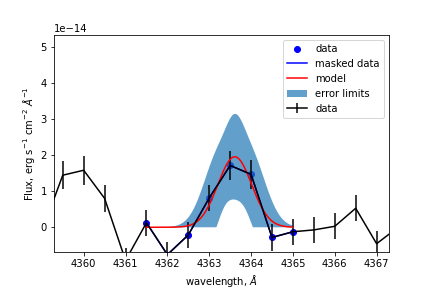 1e−14
data
masked data
model
error limits
data
5
4
3
2
1
0
Flux, erg s⁻¹ cm⁻² Å⁻¹
4360 4361 4362 4363 4364 4365 4366 4367
wavelength, Å